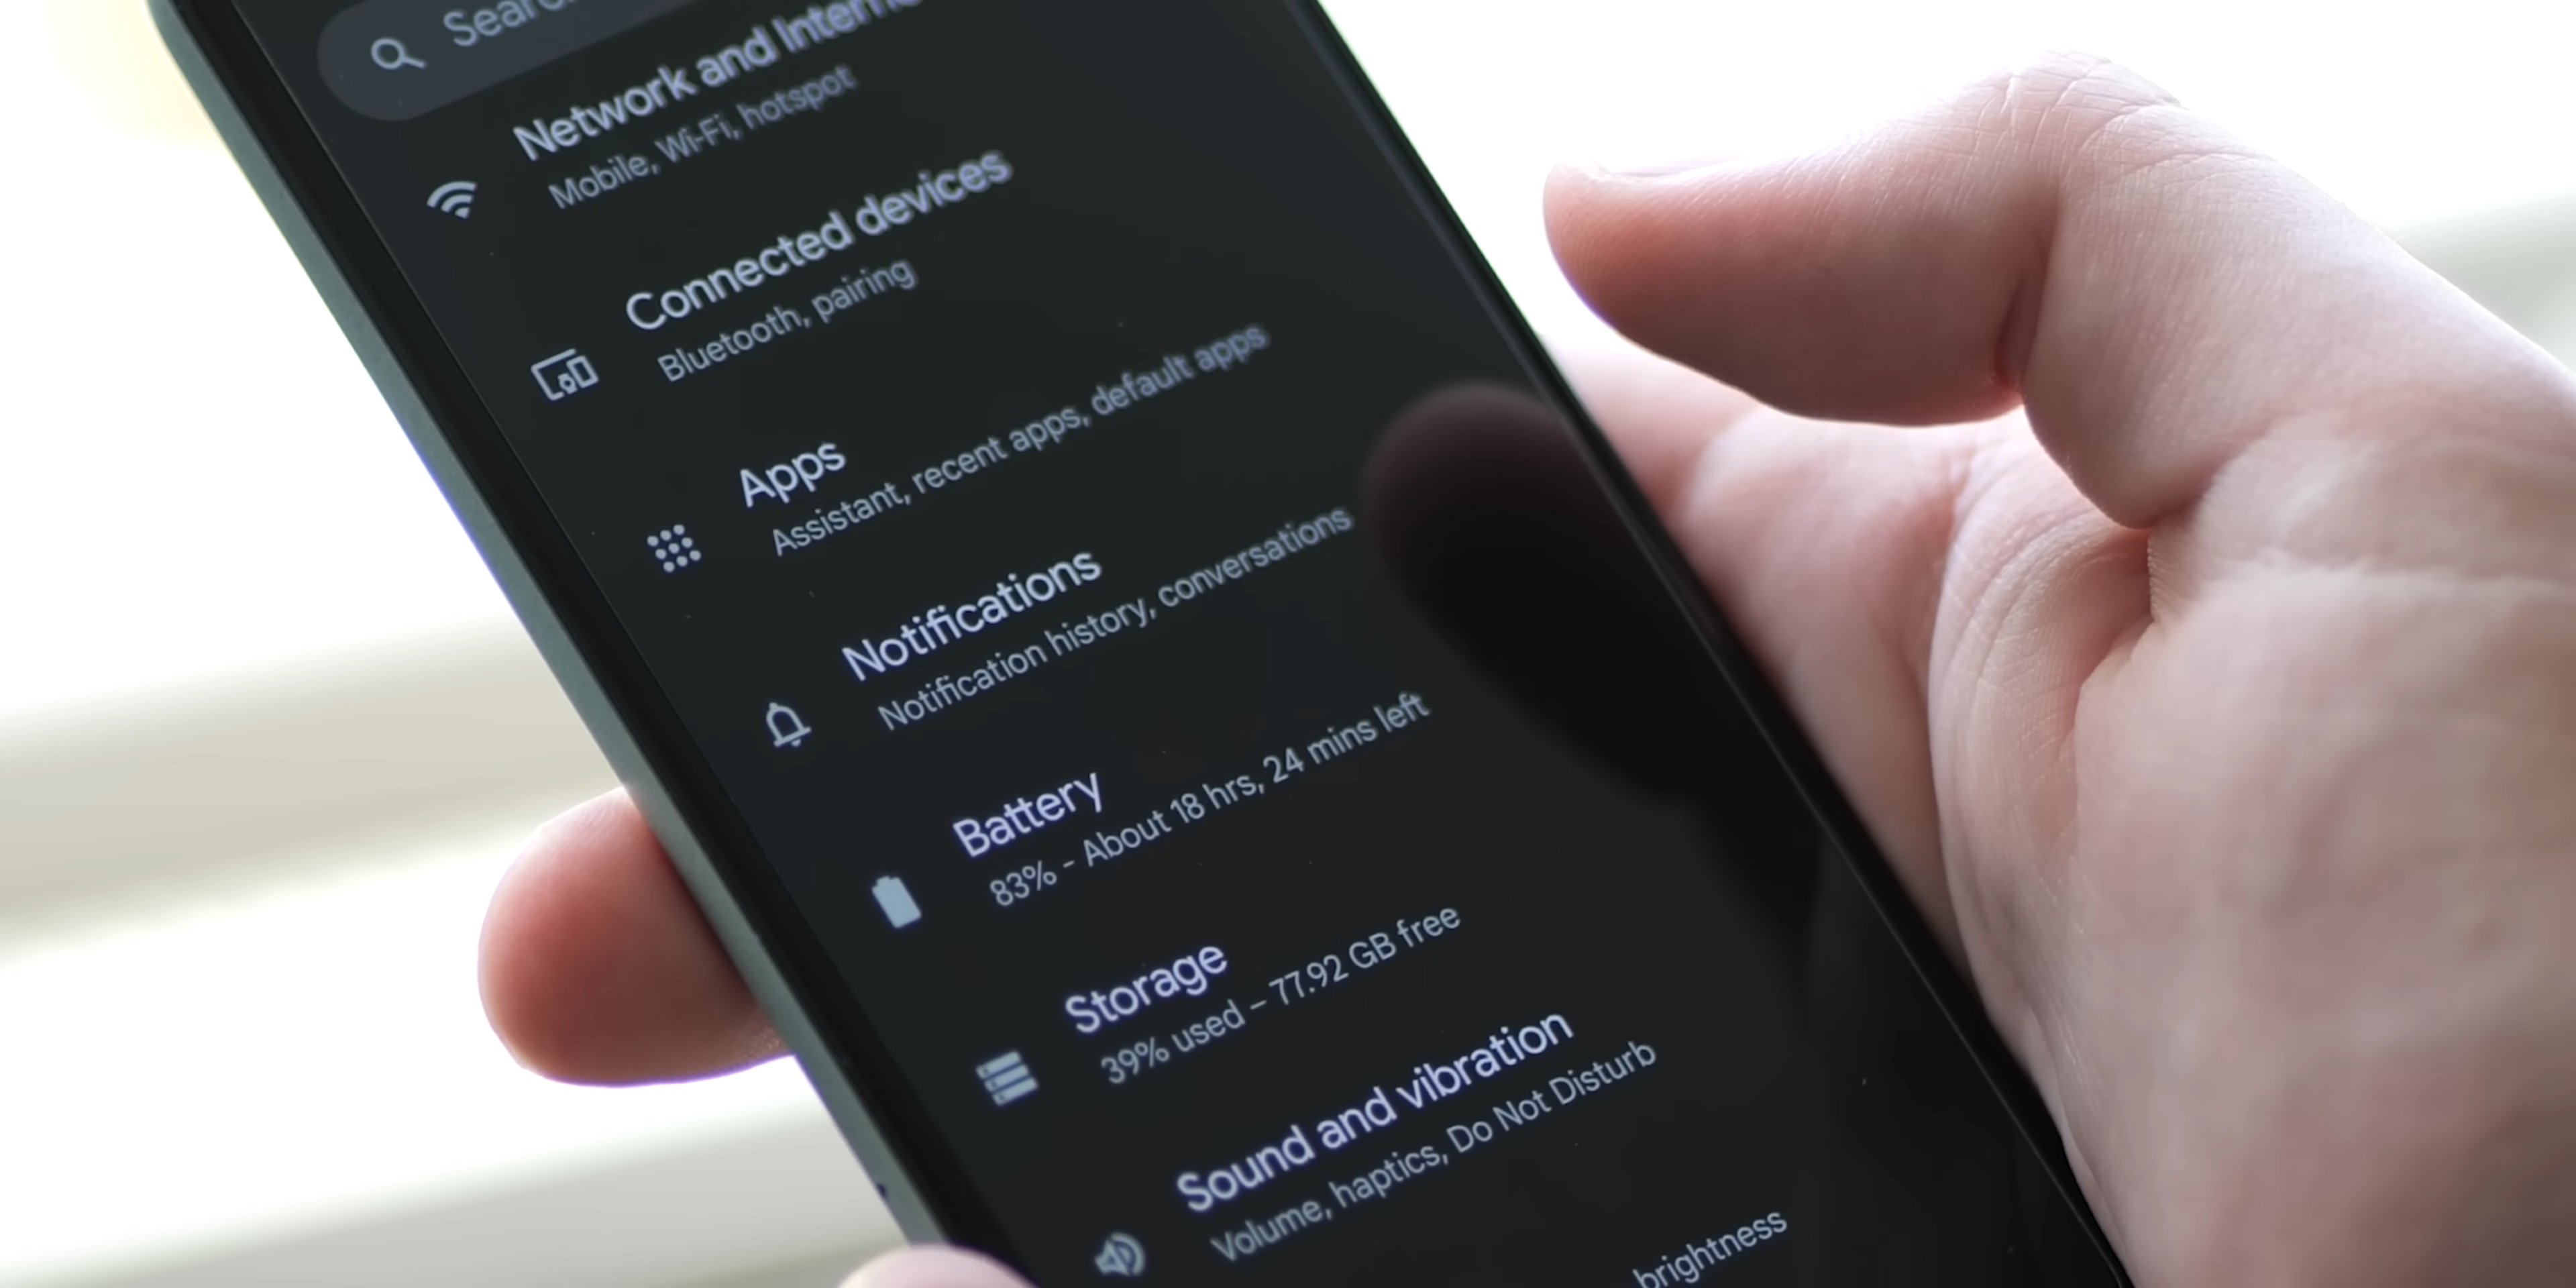 Network and
Mobile, Wi-Fi, hotspot
Connected devices
Bluetooth, pairing
Apps
Assistant, recent apps, default apps
Notifications
Notification history, conversations
Battery
83% - About 18 hrs, 24 mins left
Storage
39% used – 77.92 GB free
Sound and vibration
Volume, haptics, Do Not Disturb
brightness